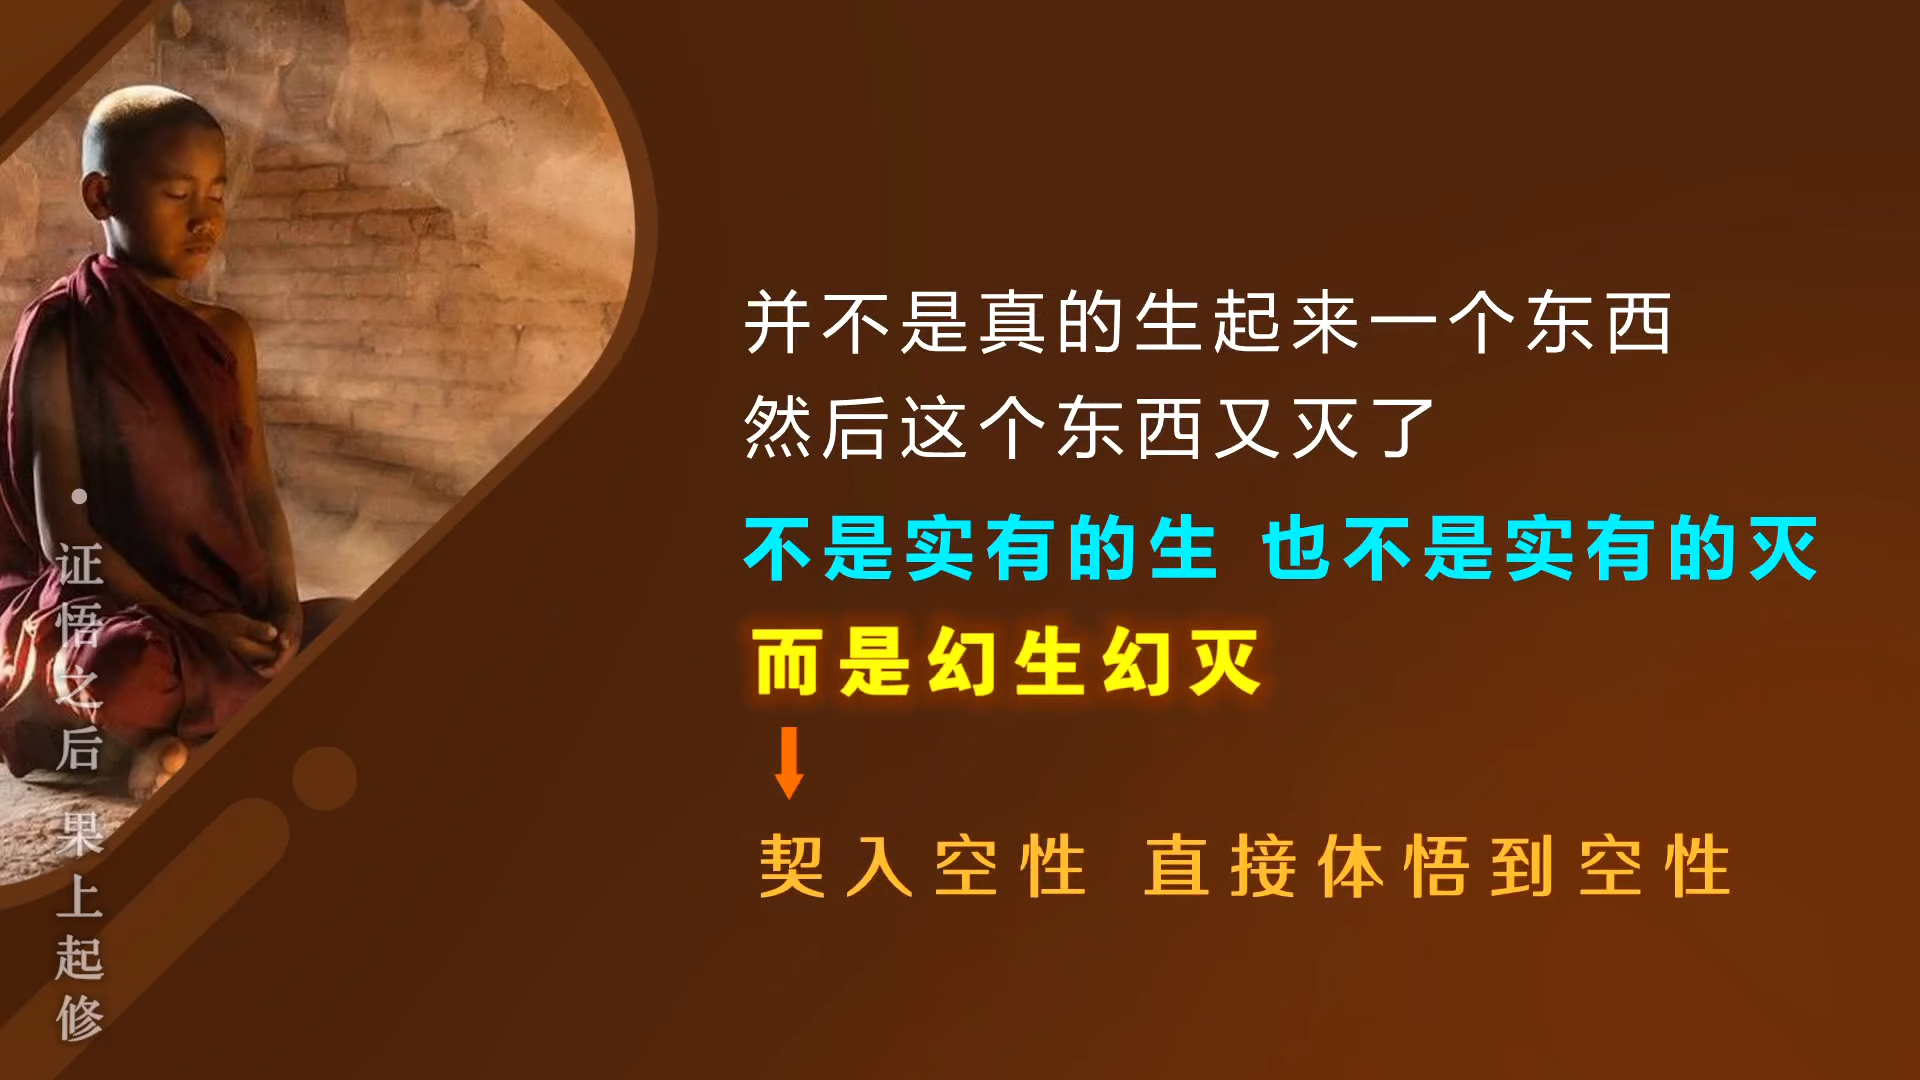 并不是真的生起来一个东西
然后这个东西又灭了
不是实有的生 也不是实有的灭
而是幻生幻灭
契入空性 直接体悟到空性
·证悟之后 果上起修